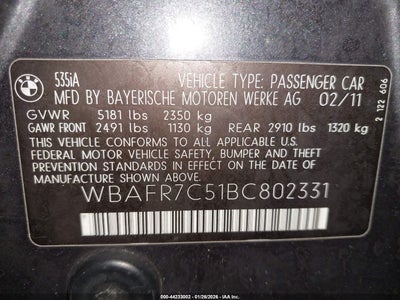 BMW
535iA
VEHICLE TYPE: PASSENGER CAR
MFD BY BAYERISCHE MOTOREN WERKE AG 02/11
GVWR 5181 lbs 2350 kg
GAWR FRONT 2491 lbs 1130 kg REAR 2910 lbs 1320 kg
THIS VEHICLE CONFORMS TO ALL APPLICABLE U.S.
FEDERAL MOTOR VEHICLE SAFETY, BUMPER AND THEFT
PREVENTION STANDARDS IN EFFECT ON THE DATE OF
MANUFACTURE SHOWN ABOVE.
WBAFR7C51BC802331
2 122 606
000-44233002 - 01/26/2026 - IAA Inc.